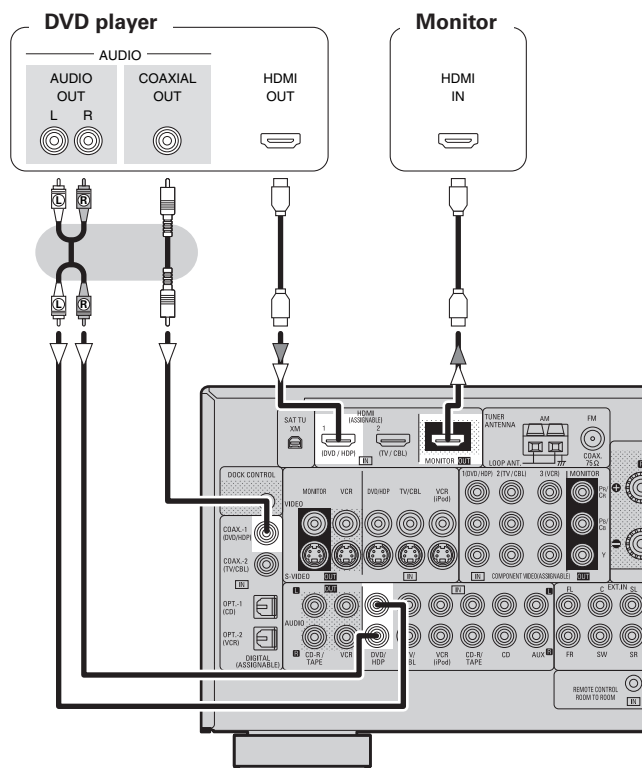 DVD player
Monitor
AUDIO
AUDIO
OUT
L R
COAXIAL
OUT
HDMI
OUT
HDMI
IN
L R
L R
SAT TU
XM
HDMI
(ASSIGNABLE)
1
(DVD / HDP)
2
(TV / CBL)
IN
MONITOR OUT
TUNER
ANTENNA
AM
LOOP ANT.
FM
COAX.
75Ω
DOCK CONTROL
MONITOR VCR DVD/HDP TV/CBL VCR
(iPod)
VIDEO
S-VIDEO OUT OUT IN
1(DVD/HDP) 2(TV/CBL) 3(VCR) MONITOR
PR/
CR
PB/
CB
Y
IN COMPONENT VIDEO(ASSIGNABLE) OUT
COAX.-1
(DVD/HDP)
COAX.-2
(TV/CBL)
IN
OPT.-1
(CD)
OPT.-2
(VCR)
DIGITAL
(ASSIGNABLE)
L OUT IN L
AUDIO
R CD-R/
TAPE
VCR
DVD/
HDP
VCR
(iPod)
CD-R/
TAPE
CD
AUX R
FL C EXT.IN SL
FR SW SR
REMOTE CONTROL
ROOM TO ROOM
IN